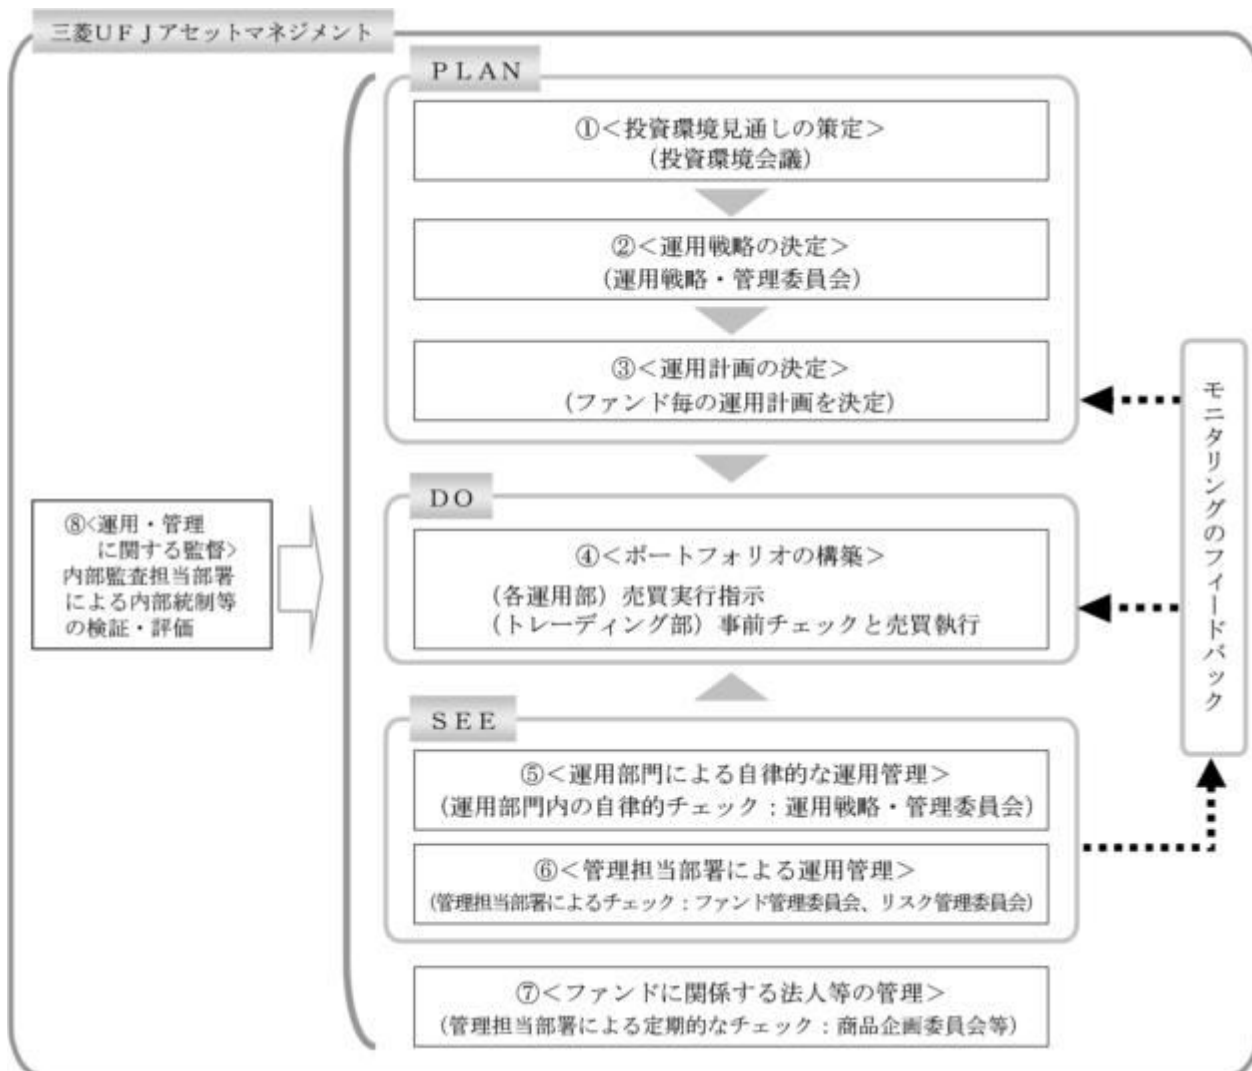 三菱UFJアセットマネジメント
PLAN
①<投資環境見通しの策定>
(投資環境会議)
②<運用戦略の決定>
(運用戦略・管理委員会)
③<運用計画の決定>
(ファンド毎の運用計画を決定)
DO
④<ポートフォリオの構築>
(各運用部)売買実行指示
(トレーディング部)事前チェックと売買執行
SEE
⑤<運用部門による自律的な運用管理>
(運用部門内の自律的チェック:運用戦略・管理委員会)
⑥<管理担当部署による運用管理>
(管理担当部署によるチェック:ファンド管理委員会、リスク管理委員会)
⑦<ファンドに関係する法人等の管理>
(管理担当部署による定期的なチェック:商品企画委員会等)
⑧<運用・管理
に関する監督>
内部監査担当部署
による内部統制等
の検証・評価
モニタリングのフィードバック